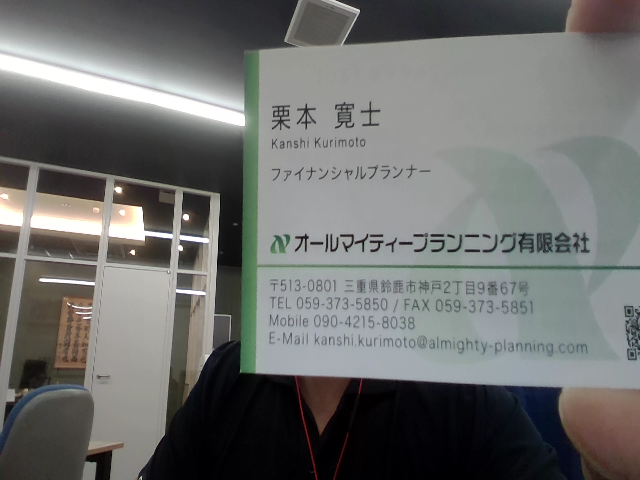 栗本 寛士
Kanshi Kurimoto
ファイナンシャルプランナー
オールマイティープランニング有限会社
〒513-0801 三重県鈴鹿市神戸2丁目9番67号
TEL 059-373-5850 / FAX 059-373-5851
Mobile 090-4215-8038
E-Mail kanshi.kurimoto@almighty-planning.com